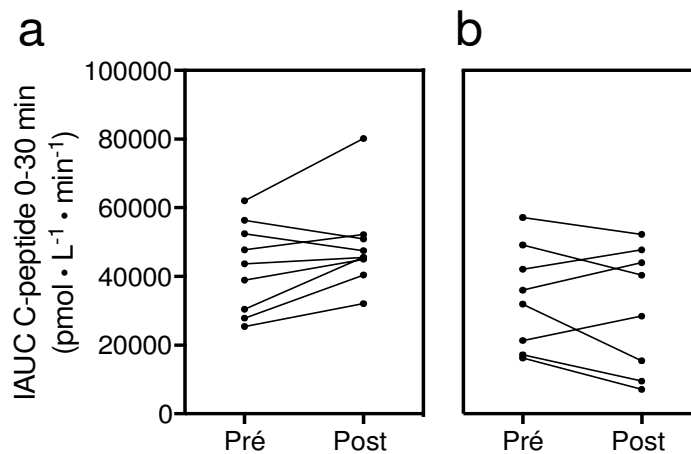 a
b
IAUC C-peptide 0-30 min
(pmol • L⁻¹ • min⁻¹)
100000
80000
60000
40000
20000
0
Pré
Post
Pré
Post